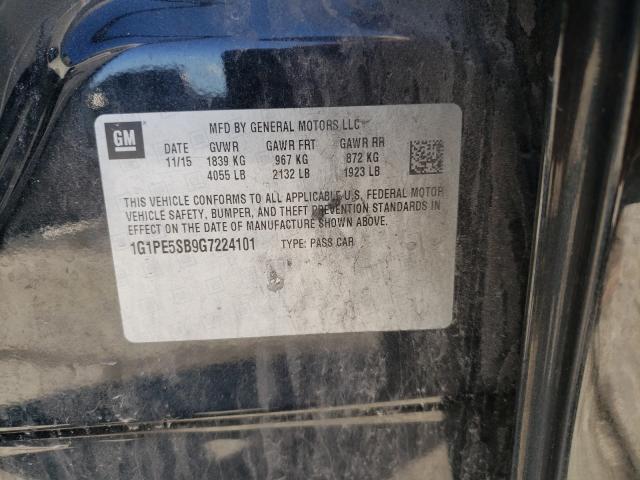 GM
MFD BY GENERAL MOTORS LLC
DATE GVWR GAWR FRT GAWR RR
11/15 1839 KG 967 KG 872 KG
4055 LB 2132 LB 1923 LB
THIS VEHICLE CONFORMS TO ALL APPLICABLE U.S. FEDERAL MOTOR
VEHICLE SAFETY, BUMPER, AND THEFT PREVENTION STANDARDS IN
EFFECT ON THE DATE OF MANUFACTURE SHOWN ABOVE.
1G1PE5SB9G7224101 TYPE: PASS CAR